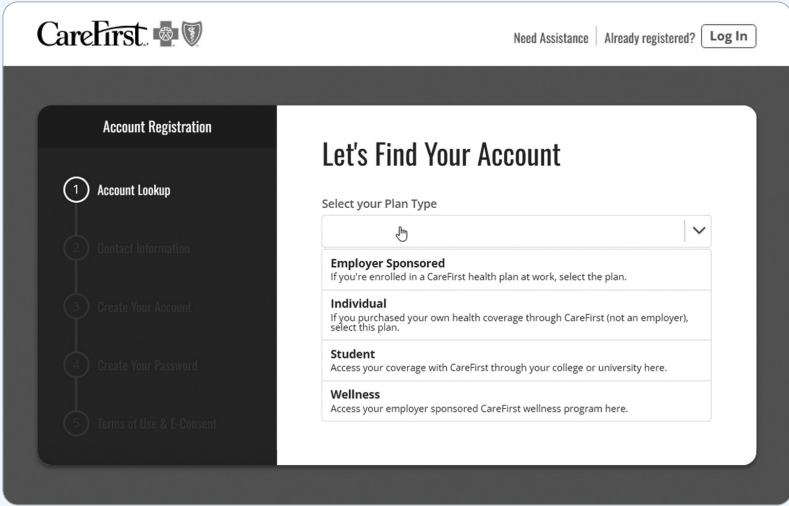 CareFirst
Need Assistance
Already registered?
Log In
Account Registration
1 Account Lookup
2 Contact Information
3 Create Your Account
4 Create Your Password
5 Terms of Use & E-Consent
Let's Find Your Account
Select your Plan Type
Employer Sponsored
If you're enrolled in a CareFirst health plan at work, select the plan.
Individual
If you purchased your own health coverage through CareFirst (not an employer),
select this plan.
Student
Access your coverage with CareFirst through your college or university here.
Wellness
Access your employer sponsored CareFirst wellness program here.